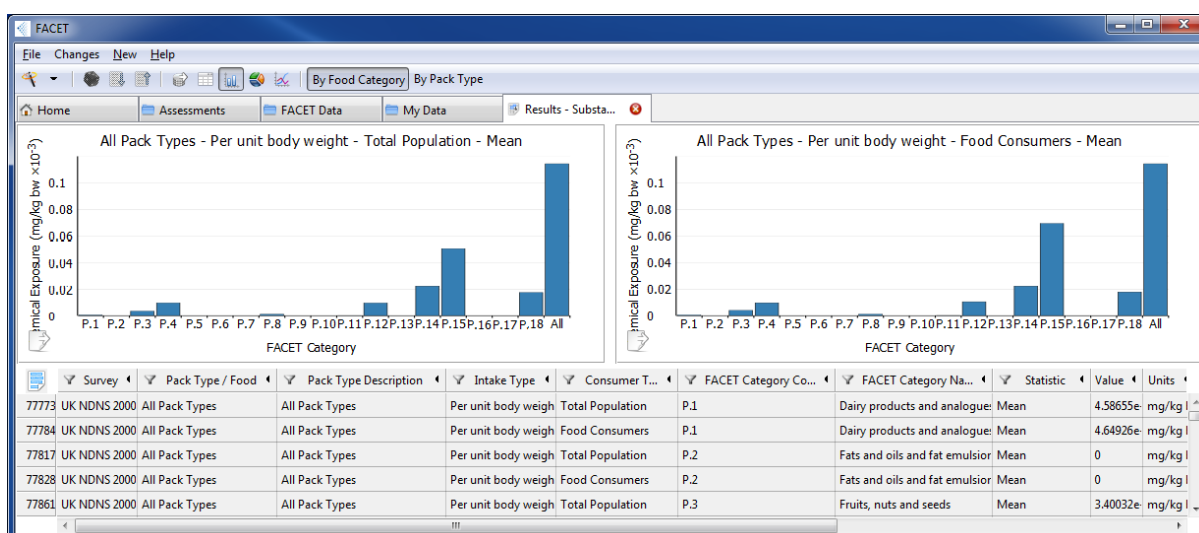 FACET
File Changes New Help
By Food Category By Pack Type
Home Assessments FACET Data My Data Results - Substa...
All Pack Types - Per unit body weight - Total Population - Mean
emical Exposure (mg/kg bw ×10-3)
0.1
0.08
0.06
0.04
0.02
0
P.1 P.2 P.3 P.4 P.5 P.6 P.7 P.8 P.9 P.10 P.11 P.12 P.13 P.14 P.15 P.16 P.17 P.18 All
FACET Category
All Pack Types - Per unit body weight - Food Consumers - Mean
emical Exposure (mg/kg bw ×10-3)
0.1
0.08
0.06
0.04
0.02
0
P.1 P.2 P.3 P.4 P.5 P.6 P.7 P.8 P.9 P.10 P.11 P.12 P.13 P.14 P.15 P.16 P.17 P.18 All
FACET Category
Survey Pack Type / Food Pack Type Description Intake Type Consumer T... FACET Category Co... FACET Category Na... Statistic Value Units
77773 UK NDNS 2000 All Pack Types All Pack Types Per unit body weigh Total Population P.1 Dairy products and analogue: Mean 4.58655e- mg/kg
77784 UK NDNS 2000 All Pack Types All Pack Types Per unit body weigh Food Consumers P.1 Dairy products and analogue: Mean 4.64926e- mg/kg
77817 UK NDNS 2000 All Pack Types All Pack Types Per unit body weigh Total Population P.2 Fats and oils and fat emulsior Mean 0 mg/kg
77828 UK NDNS 2000 All Pack Types All Pack Types Per unit body weigh Food Consumers P.2 Fats and oils and fat emulsior Mean 0 mg/kg
77861 UK NDNS 2000 All Pack Types All Pack Types Per unit body weigh Total Population P.3 Fruits, nuts and seeds Mean 3.40032e- mg/kg